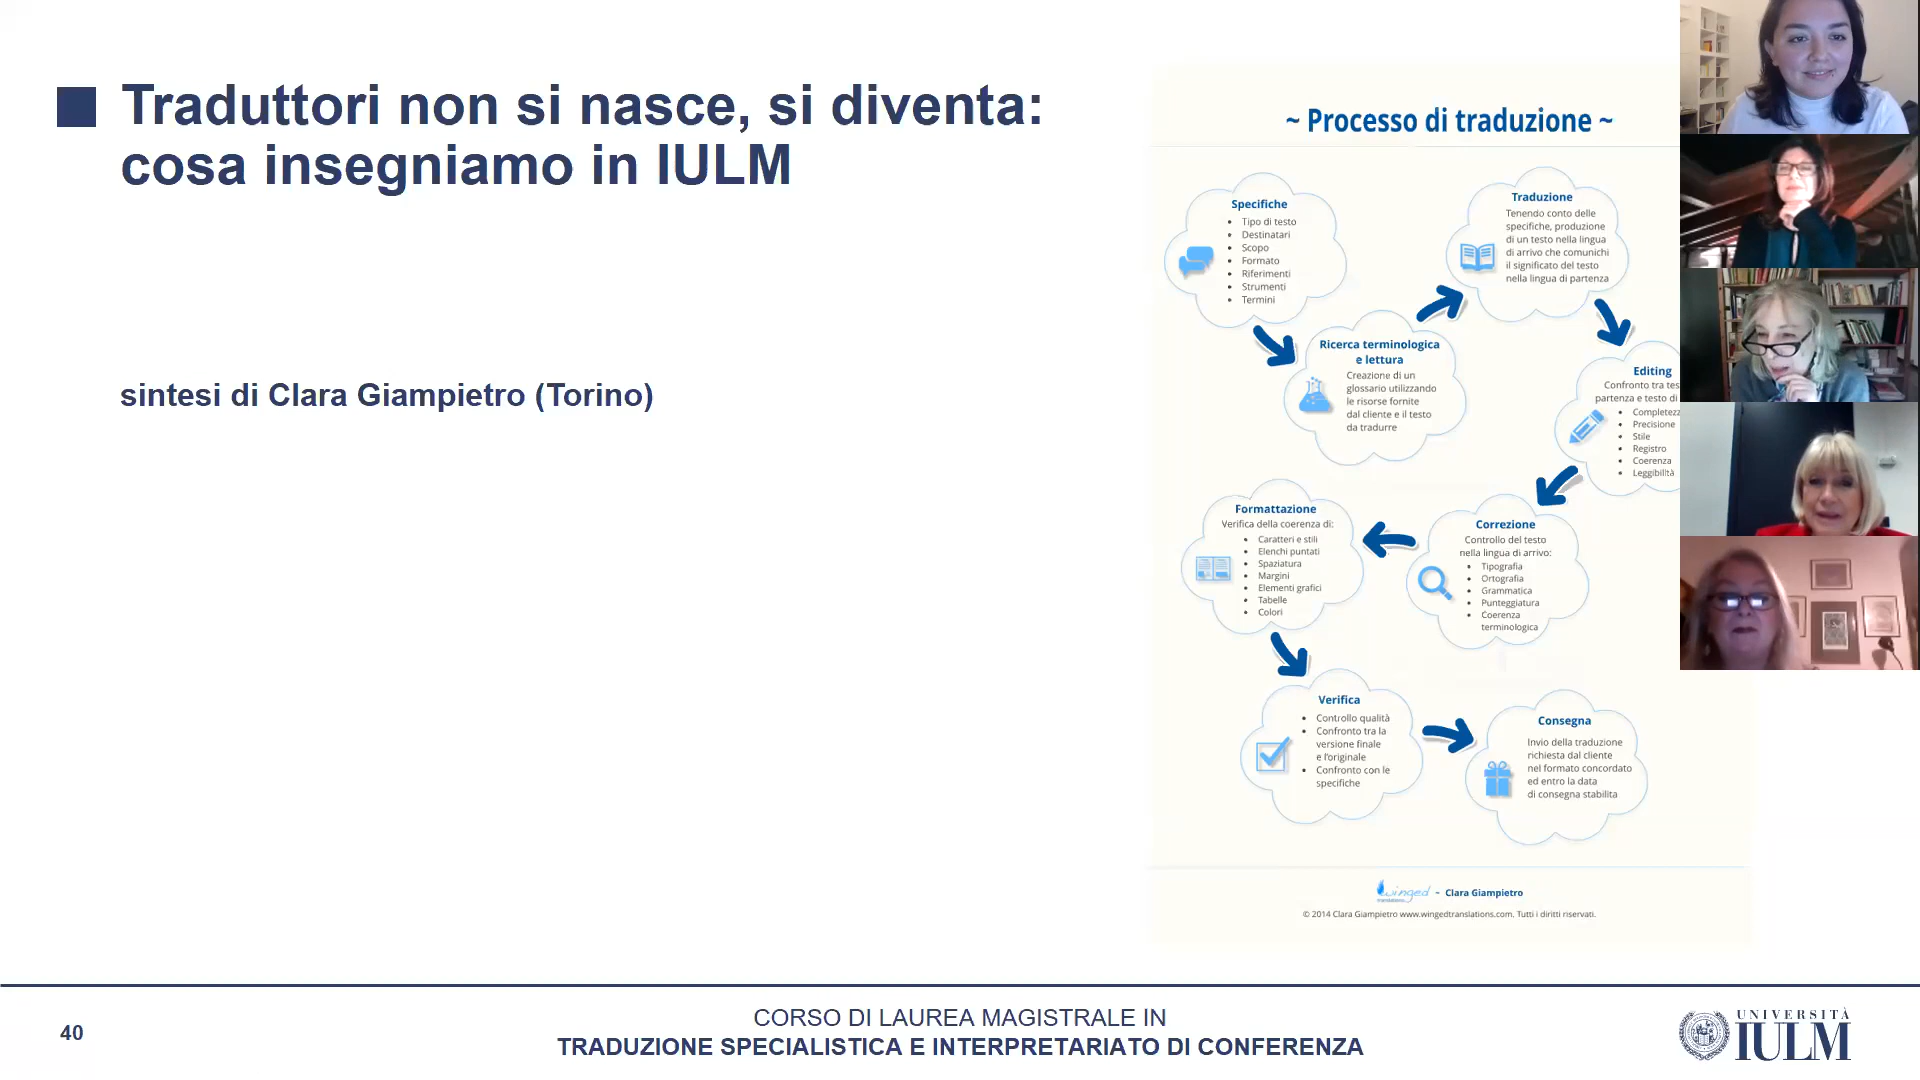 Traduttori non si nasce, si diventa:
cosa insegniamo in IULM
sintesi di Clara Giampietro (Torino)
~ Processo di traduzione ~
Specifiche
• Tipo di testo
• Destinatari
• Scopo
• Formato
• Riferimenti
• Strumenti
• Termini
Ricerca terminologica
e lettura
Creazione di un
glossario utilizzando
le risorse fornite
dal cliente e il testo
da tradurre
Traduzione
Tenendo conto delle
specifiche, produzione
di un testo nella lingua
di arrivo che comunichi
il significato del testo
nella lingua di partenza
Editing
Confronto tra
partenza e testo di
•
• Precisione
• Stile
• Registro
• Coerenza
• Leggibilità
Correzione
Controllo del testo
nella lingua di arrivo:
• Tipografia
• Ortografia
• Grammatica
• Punteggiatura
• Coerenza
terminologica
Formattazione
Verifica della coerenza di:
• Caratteri e stili
• Elenchi puntati
• Spaziatura
• Margini
• Elementi grafici
• Tabelle
• Colori
Verifica
• Controllo qualità
• Confronto tra la
versione finale
e l'originale
• Confronto con le
specifiche
Consegna
Invio della traduzione
richiesta dal cliente
nel formato concordato
ed entro la data
di consegna stabilita
winged translations ~ Clara Giampietro
© 2014 Clara Giampietro www.wingedtranslations.com. Tutti i diritti riservati.
40
CORSO DI LAUREA MAGISTRALE IN
TRADUZIONE SPECIALISTICA E INTERPRETARIATO DI CONFERENZA
UNIVERSITÀ
IULM